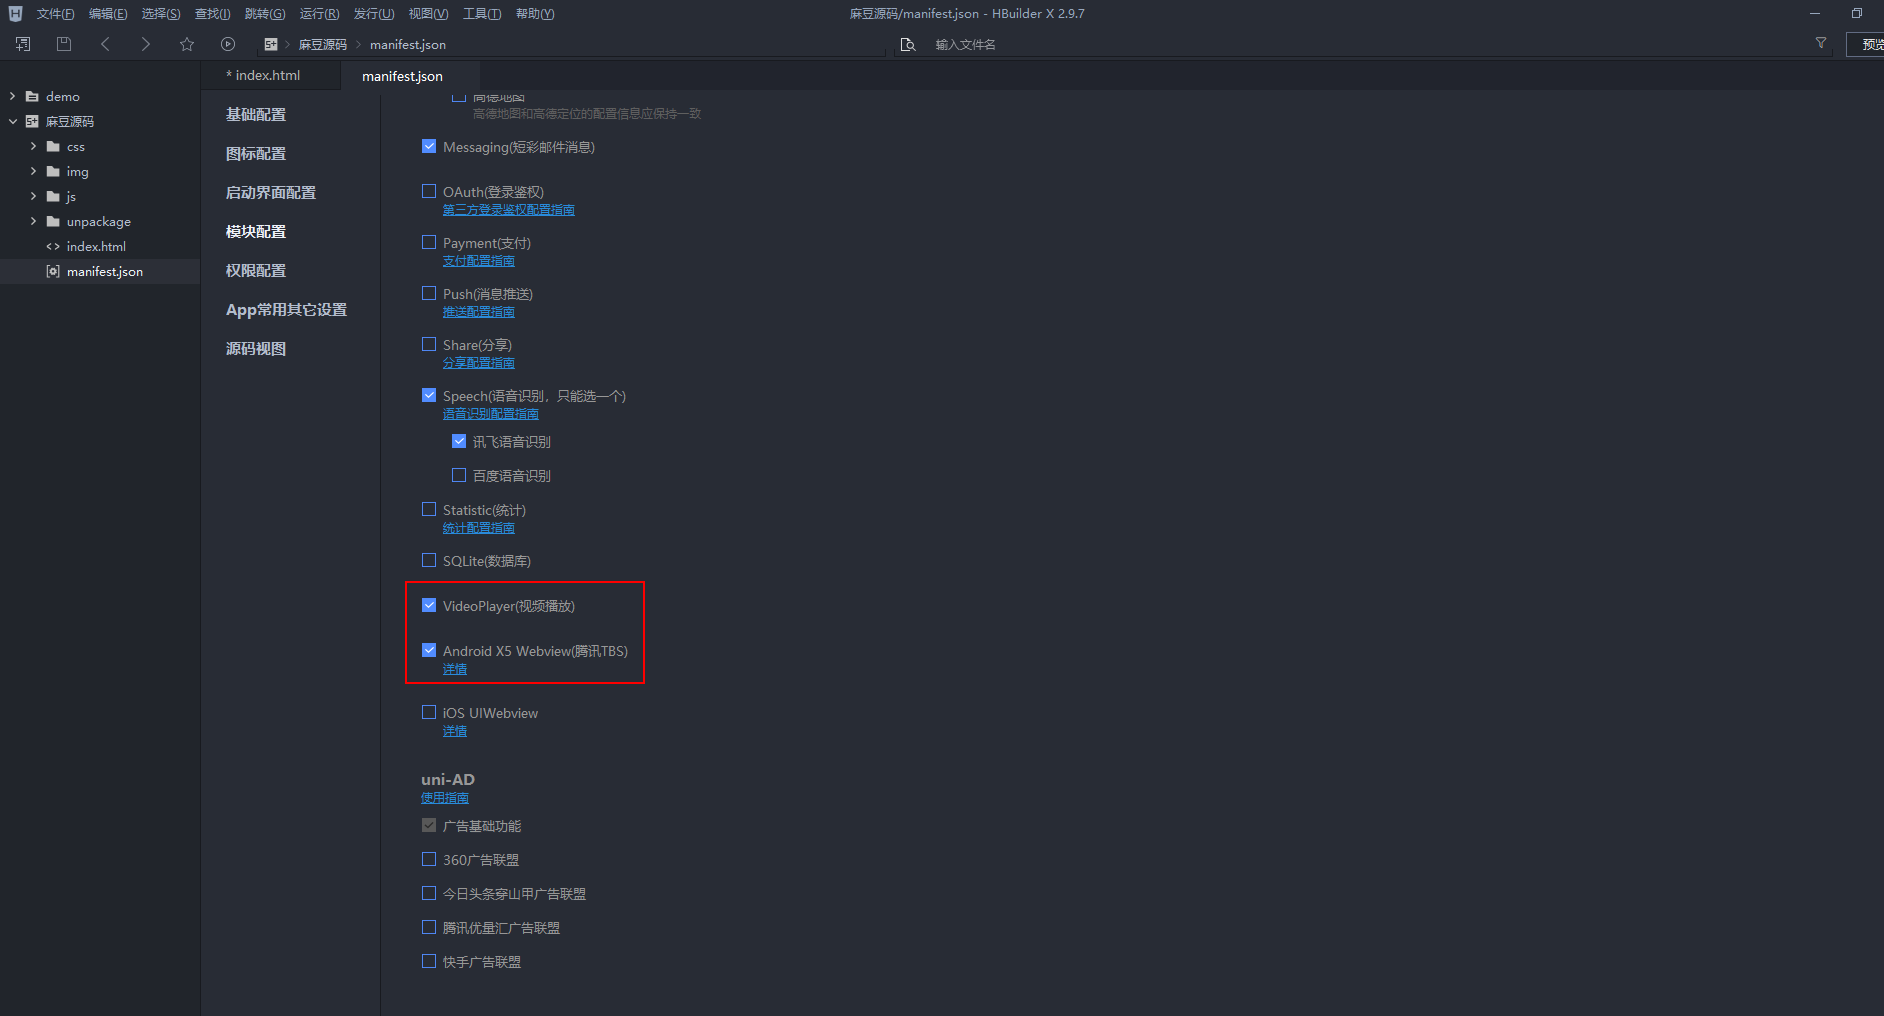 文件(F) 编辑(E) 选择(S) 查找(I) 跳转(G) 运行(R) 发行(U) 视图(V) 工具(T) 帮助(Y)
麻豆源码/manifest.json - HBuilder X 2.9.7
麻豆源码 manifest.json
输入文件名
预览
* index.html
manifest.json
demo
麻豆源码
css
img
js
unpackage
index.html
manifest.json
基础配置
图标配置
启动界面配置
模块配置
权限配置
App常用其它设置
源码视图
高德地图
高德地图和高德定位的配置信息应保持一致
Messaging(短彩邮件消息)
OAuth(登录鉴权)
第三方登录鉴权配置指南
Payment(支付)
支付配置指南
Push(消息推送)
推送配置指南
Share(分享)
分享配置指南
Speech(语音识别，只能选一个)
语音识别配置指南
讯飞语音识别
百度语音识别
Statistic(统计)
统计配置指南
SQLite(数据库)
VideoPlayer(视频播放)
Android X5 Webview(腾讯TBS)
详情
iOS UIWebview
详情
uni-AD
使用指南
广告基础功能
360广告联盟
今日头条穿山甲广告联盟
腾讯优量汇广告联盟
快手广告联盟